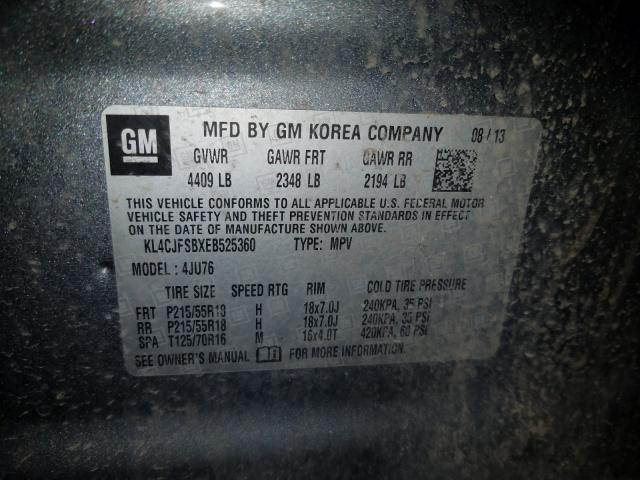 GM MFD BY GM KOREA COMPANY 08/13
GVWR GAWR FRT GAWR RR
4409 LB 2348 LB 2194 LB
THIS VEHICLE CONFORMS TO ALL APPLICABLE U.S. FEDERAL MOTOR
VEHICLE SAFETY AND THEFT PREVENTION STANDARDS IN EFFECT
ON THE DATE OF MANUFACTURE SHOWN ABOVE.
KL4CJFSBXEB525360 TYPE: MPV
MODEL: 4JU76
TIRE SIZE SPEED RTG RIM COLD TIRE PRESSURE
FRT P215/55R18 H 18x7.0J 240KPA, 35 PSI
RR P215/55R18 H 18x7.0J 240KPA, 35 PSI
SPA T125/70R16 M 16x4.0T 420KPA, 60 PSI
SEE OWNER'S MANUAL FOR MORE INFORMATION.